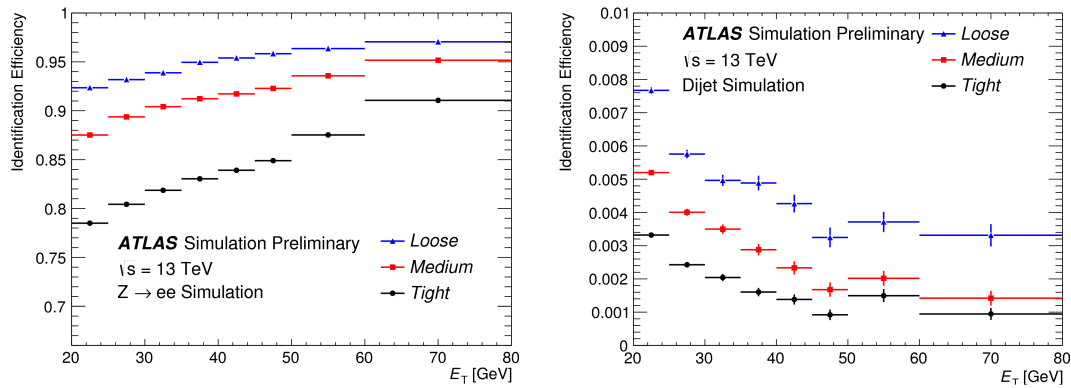 Identification Efficiency
1
0.95
0.9
0.85
0.8
0.75
0.7
ATLAS Simulation Preliminary
√s = 13 TeV
Z → ee Simulation
Loose
Medium
Tight
20 30 40 50 60 70 80
E_T [GeV]
Identification Efficiency
0.010
0.009
0.008
0.007
0.006
0.005
0.004
0.003
0.002
0.001
0
ATLAS Simulation Preliminary
√s = 13 TeV
Dijet Simulation
Loose
Medium
Tight
20 30 40 50 60 70 80
E_T [GeV]